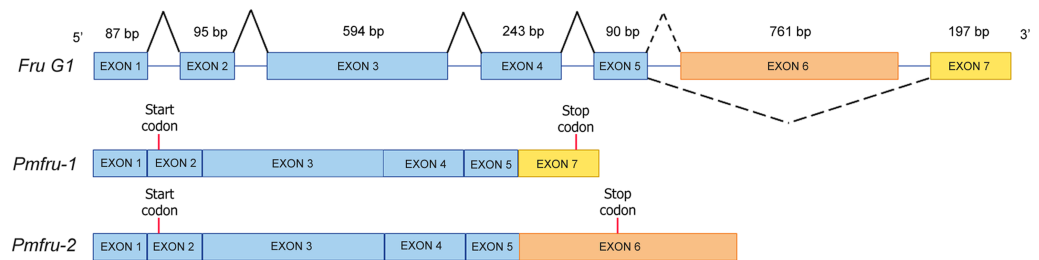 5' 87 bp 95 bp 594 bp 243 bp 90 bp 761 bp 197 bp 3'
Fru G1 EXON 1 EXON 2 EXON 3 EXON 4 EXON 5 EXON 6 EXON 7
Start codon Stop codon
Pmfru-1 EXON 1 EXON 2 EXON 3 EXON 4 EXON 5 EXON 7
Start codon Stop codon
Pmfru-2 EXON 1 EXON 2 EXON 3 EXON 4 EXON 5 EXON 6